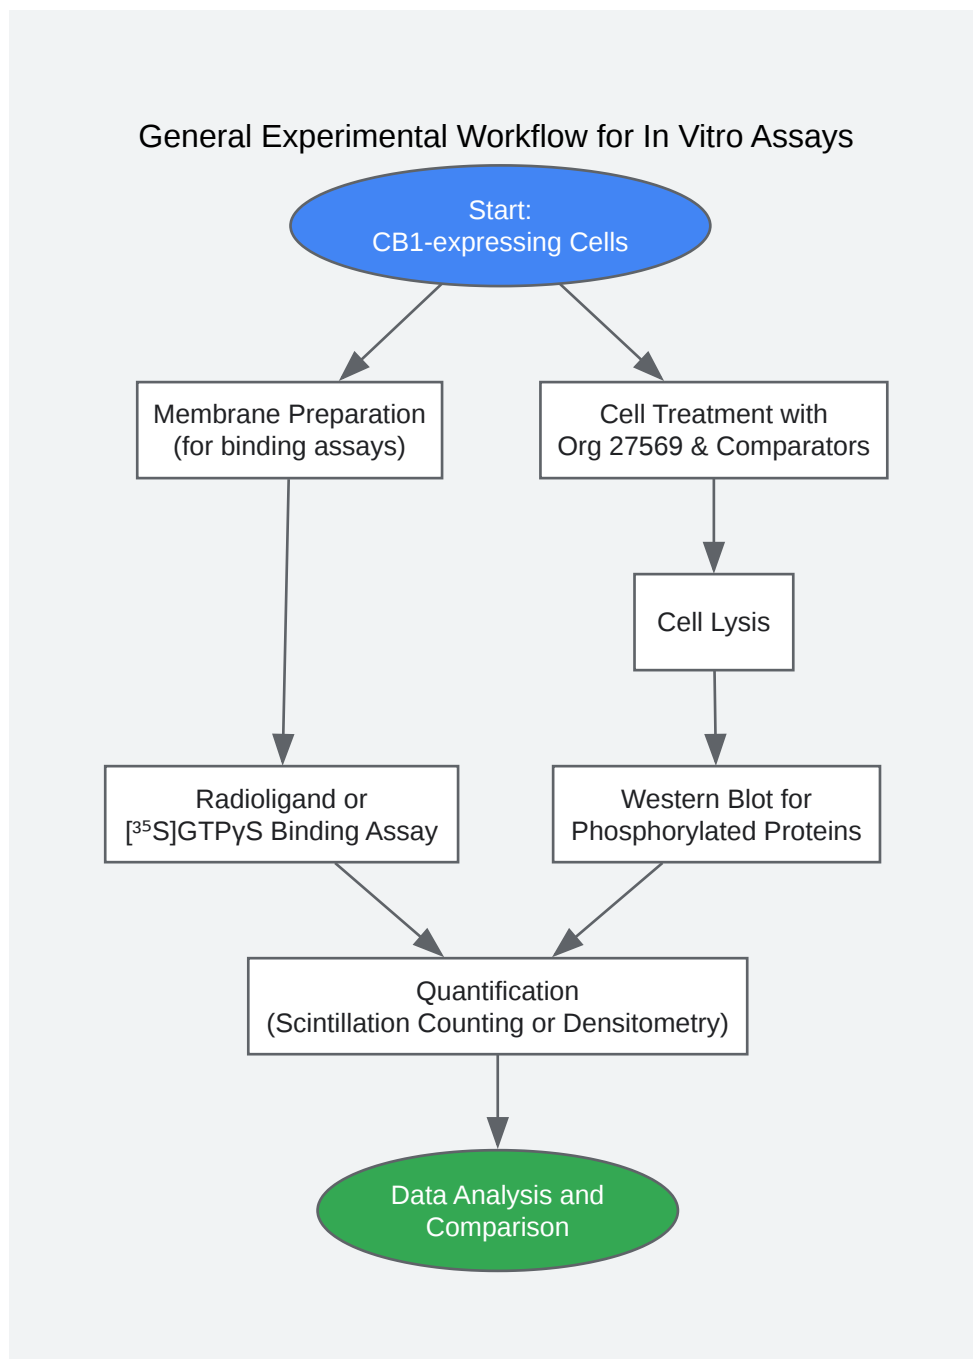 General Experimental Workflow for In Vitro Assays
Start:
CB1-expressing Cells
Membrane Preparation
(for binding assays)
Cell Treatment with
Org 27569 & Comparators
Cell Lysis
Radioligand or
[³⁵S]GTPγS Binding Assay
Western Blot for
Phosphorylated Proteins
Quantification
(Scintillation Counting or Densitometry)
Data Analysis and
Comparison